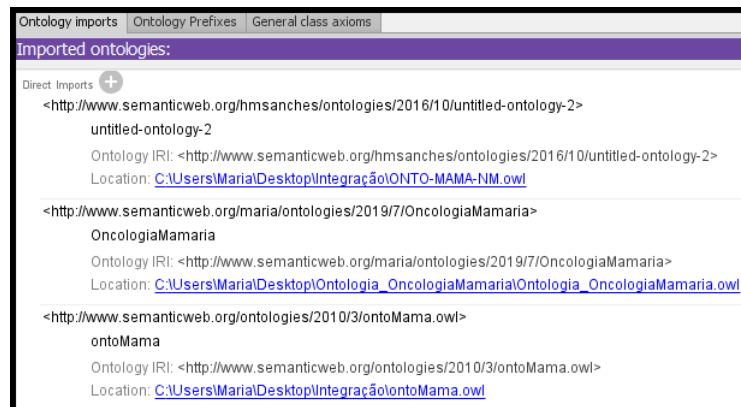 Ontology imports Ontology Prefixes General class axioms
Imported ontologies:
Direct Imports
<http://www.semanticweb.org/hmsanches/ontologies/2016/10/untitled-ontology-2>
untitled-ontology-2
Ontology IRI: <http://www.semanticweb.org/hmsanches/ontologies/2016/10/untitled-ontology-2>
Location: C:\Users\Maria\Desktop\Integração\ONTO-MAMA-NM.owl
<http://www.semanticweb.org/maria/ontologies/2019/7/OncologiaMamaria>
OncologiaMamaria
Ontology IRI: <http://www.semanticweb.org/maria/ontologies/2019/7/OncologiaMamaria>
Location: C:\Users\Maria\Desktop\Ontologia_OncologiaMamaria\Ontologia_OncologiaMamaria.owl
<http://www.semanticweb.org/ontologies/2010/3/ontoMama.owl>
ontoMama
Ontology IRI: <http://www.semanticweb.org/ontologies/2010/3/ontoMama.owl>
Location: C:\Users\Maria\Desktop\Integração\ontoMama.owl